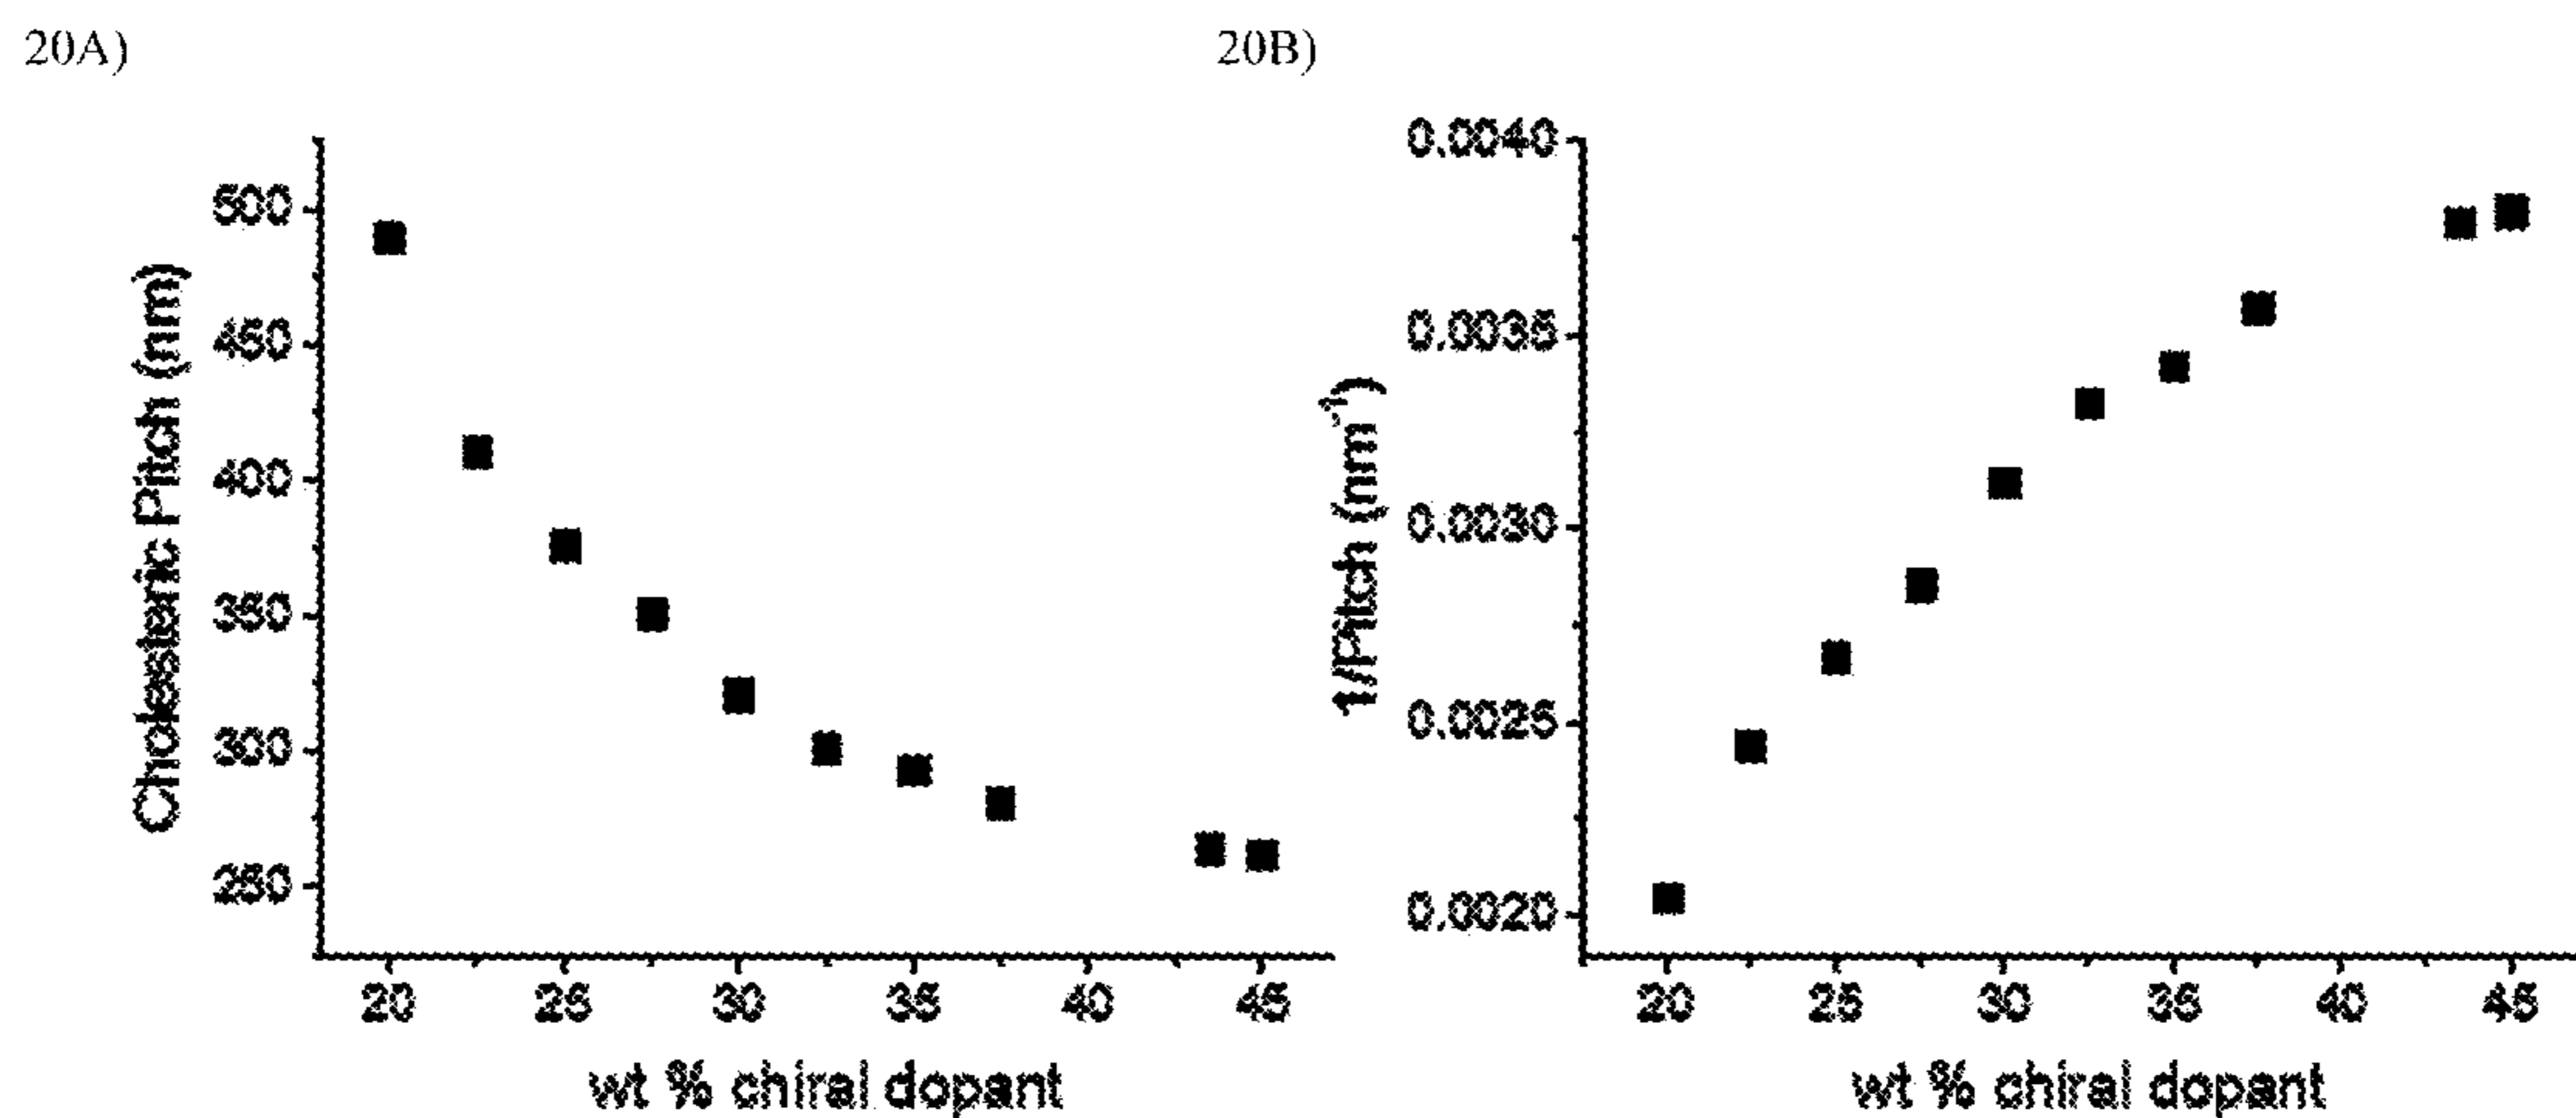 20A)
20B)
Cholesteric Pitch (nm)
500
450
400
350
300
250
20 25 30 35 40 45
wt % chiral dopant
1/Pitch (nm⁻¹)
0.0040
0.0035
0.0030
0.0025
0.0020
20 25 30 35 40 45
wt % chiral dopant